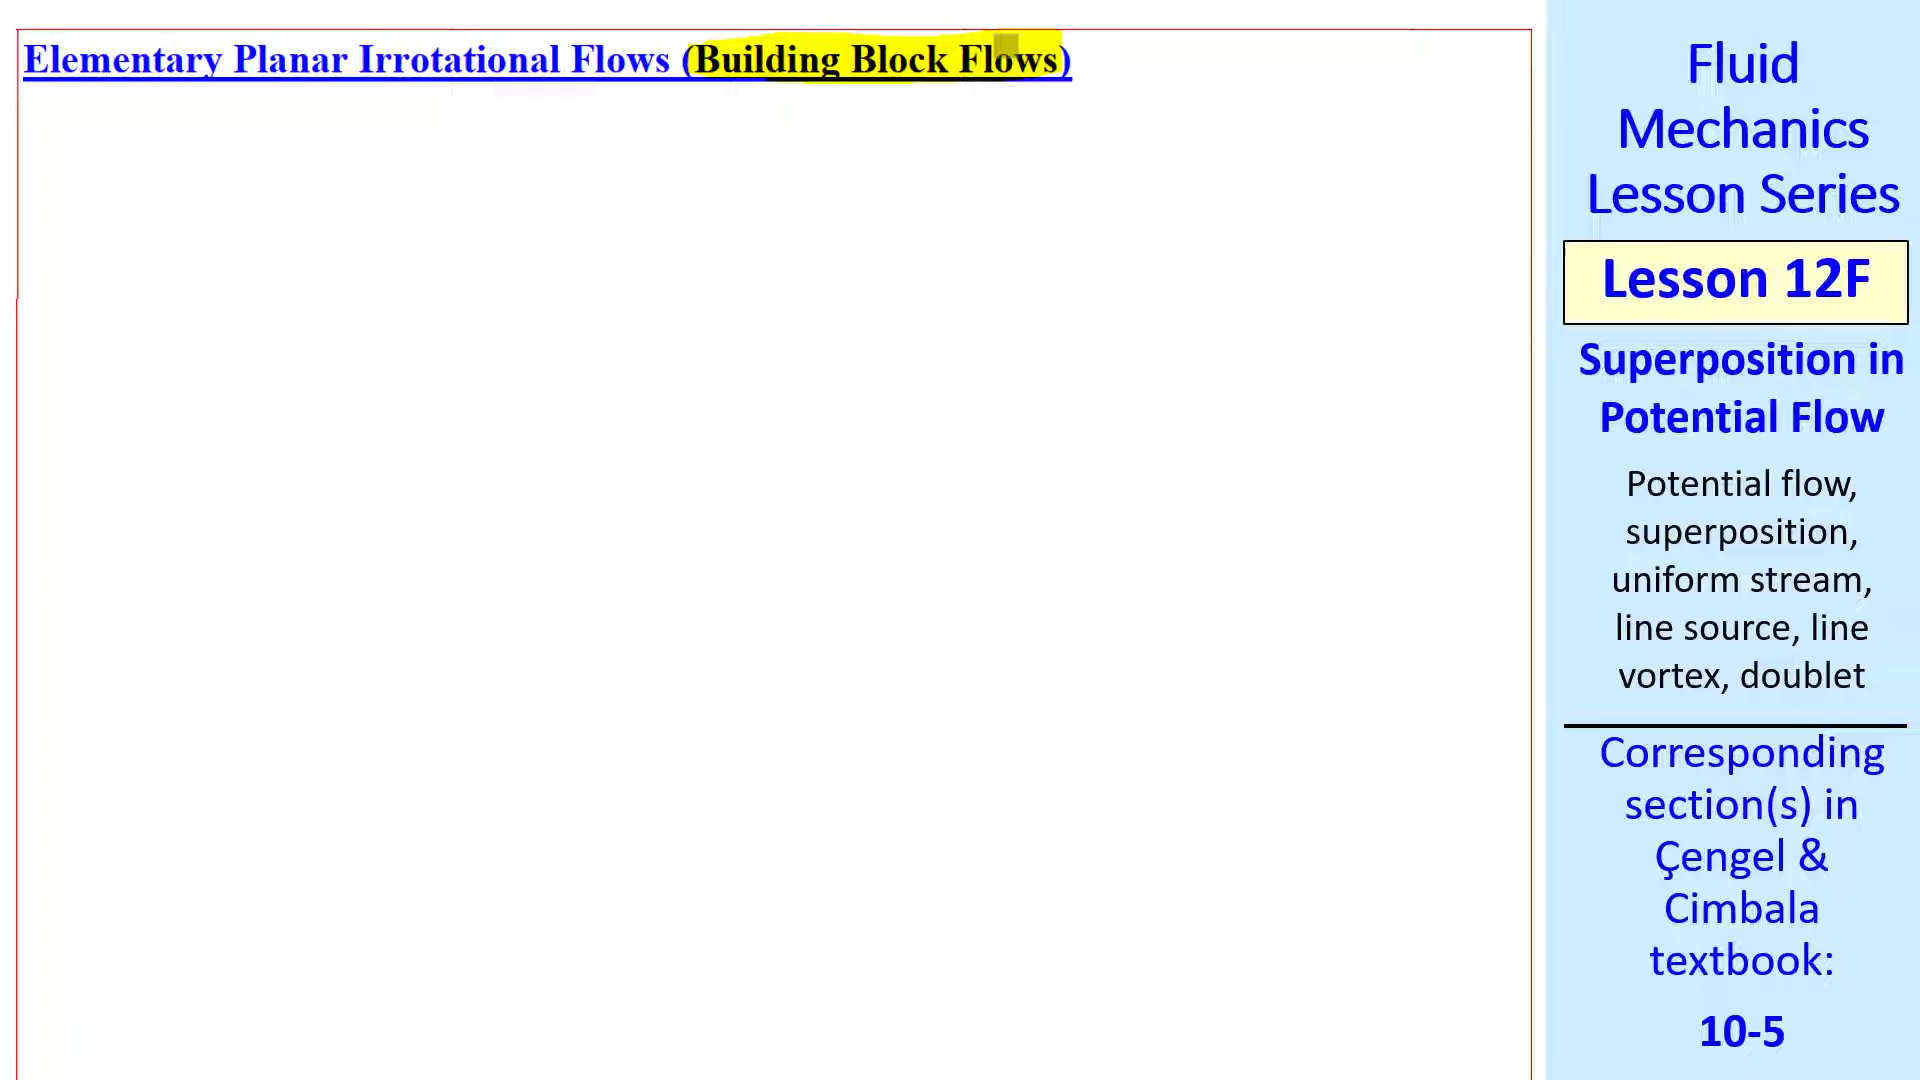 Elementary Planar Irrotational Flows (Building Block Flows)
Fluid
Mechanics
Lesson Series
Lesson 12F
Superposition in
Potential Flow
Potential flow,
superposition,
uniform stream,
line source, line
vortex, doublet
Corresponding
section(s) in
Çengel &
Cimbala
textbook:
10-5